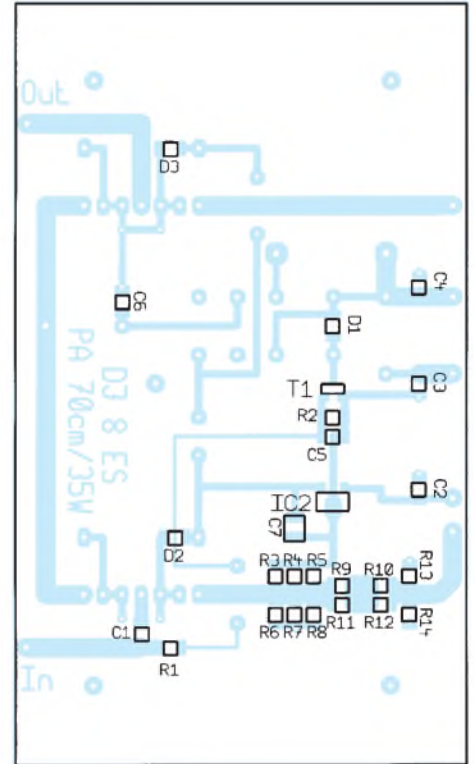 Out
D3
C4
C6
D1
DJ 8 ES
PA 70cm/35W
T1
C3
R2
C5
IC2
C2
C7
D2
R3 R4 R5
R9 R10
R13
R6 R7 R8
R11 R12
R14
C1
R1
In